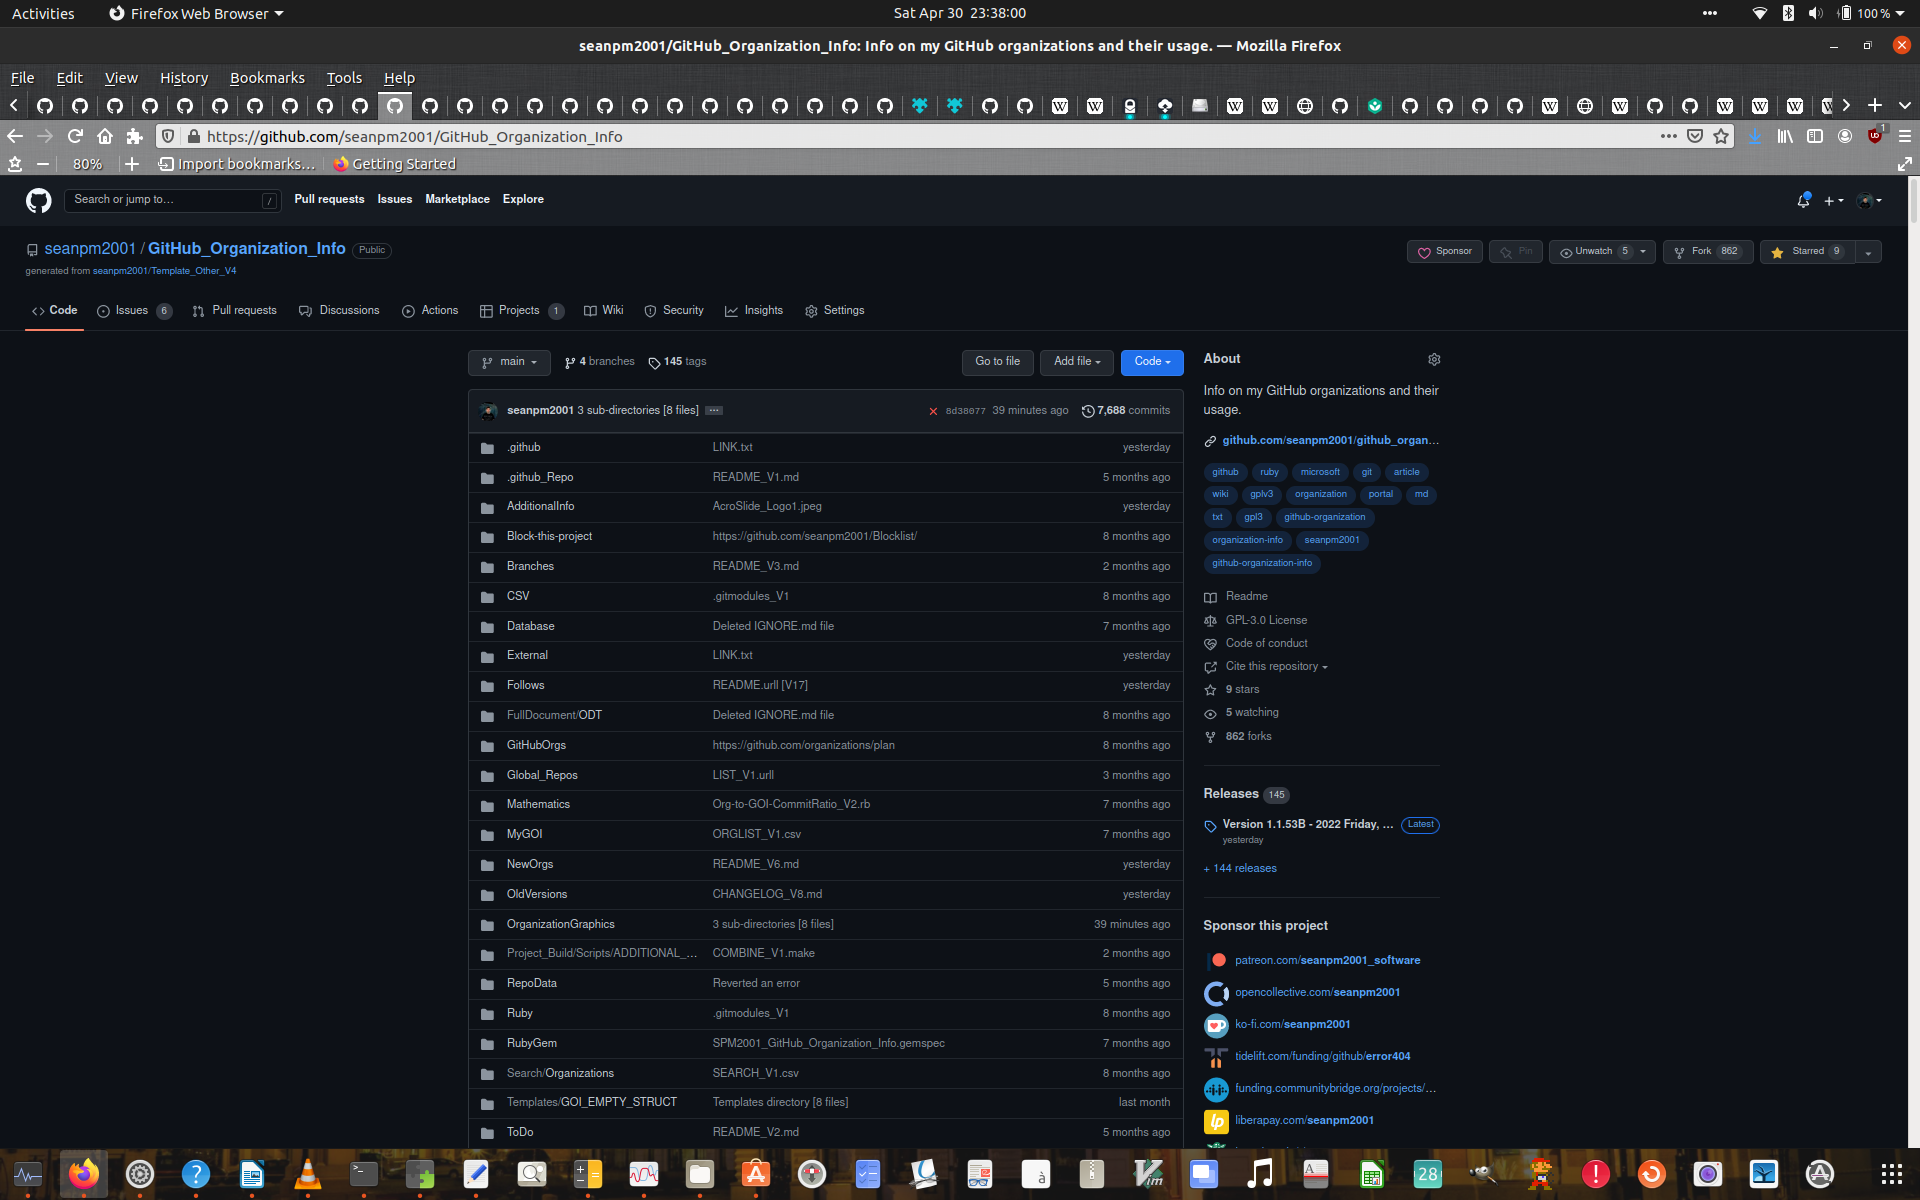 Activities Firefox Web Browser Sat Apr 30 23:38:00 100 %
seanpm2001/GitHub_Organization_Info: Info on my GitHub organizations and their usage. — Mozilla Firefox
File Edit View History Bookmarks Tools Help
https://github.com/seanpm2001/GitHub_Organization_Info
80% Import bookmarks... Getting Started
Search or jump to... / Pull requests Issues Marketplace Explore
seanpm2001 / GitHub_Organization_Info Public
Sponsor Pin Unwatch 5 Fork 862 Starred 9
generated from seanpm2001/Template_Other_V4
Code Issues 6 Pull requests Discussions Actions Projects 1 Wiki Security Insights Settings
main 4 branches 145 tags Go to file Add file Code
seanpm2001 3 sub-directories [8 files] ... 8d38077 39 minutes ago 7,688 commits
.github LINK.txt yesterday
.github_Repo README_V1.md 5 months ago
AdditionalInfo AcroSlide_Logo1.jpeg yesterday
Block-this-project https://github.com/seanpm2001/Blocklist/ 8 months ago
Branches README_V3.md 2 months ago
CSV .gitmodules_V1 8 months ago
Database Deleted IGNORE.md file 7 months ago
External LINK.txt yesterday
Follows README.urll [V17] yesterday
FullDocument/ODT Deleted IGNORE.md file 8 months ago
GitHubOrgs https://github.com/organizations/plan 8 months ago
Global_Repos LIST_V1.urll 3 months ago
Mathematics Org-to-GOI-CommitRatio_V2.rb 7 months ago
MyGOI ORGLIST_V1.csv 7 months ago
NewOrgs README_V6.md yesterday
OldVersions CHANGELOG_V8.md yesterday
OrganizationGraphics 3 sub-directories [8 files] 39 minutes ago
Project_Build/Scripts/ADDITIONAL_... COMBINE_V1.make 2 months ago
RepoData Reverted an error 5 months ago
Ruby .gitmodules_V1 8 months ago
RubyGem SPM2001_GitHub_Organization_Info.gemspec 7 months ago
Search/Organizations SEARCH_V1.csv 8 months ago
Templates/GOI_EMPTY_STRUCT Templates directory [8 files] last month
ToDo README_V2.md 5 months ago
About
Info on my GitHub organizations and their
usage.
github.com/seanpm2001/github_organ...
github ruby microsoft git article
wiki gplv3 organization portal md
txt gpl3 github-organization
organization-info seanpm2001
github-organization-info
Readme
GPL-3.0 License
Code of conduct
Cite this repository
9 stars
5 watching
862 forks
Releases 145
Version 1.1.53B - 2022 Friday, ... Latest
yesterday
+ 144 releases
Sponsor this project
patreon.com/seanpm2001_software
opencollective.com/seanpm2001
ko-fi.com/seanpm2001
tidelift.com/funding/github/error404
funding.communitybridge.org/projects/...
liberapay.com/seanpm2001
28